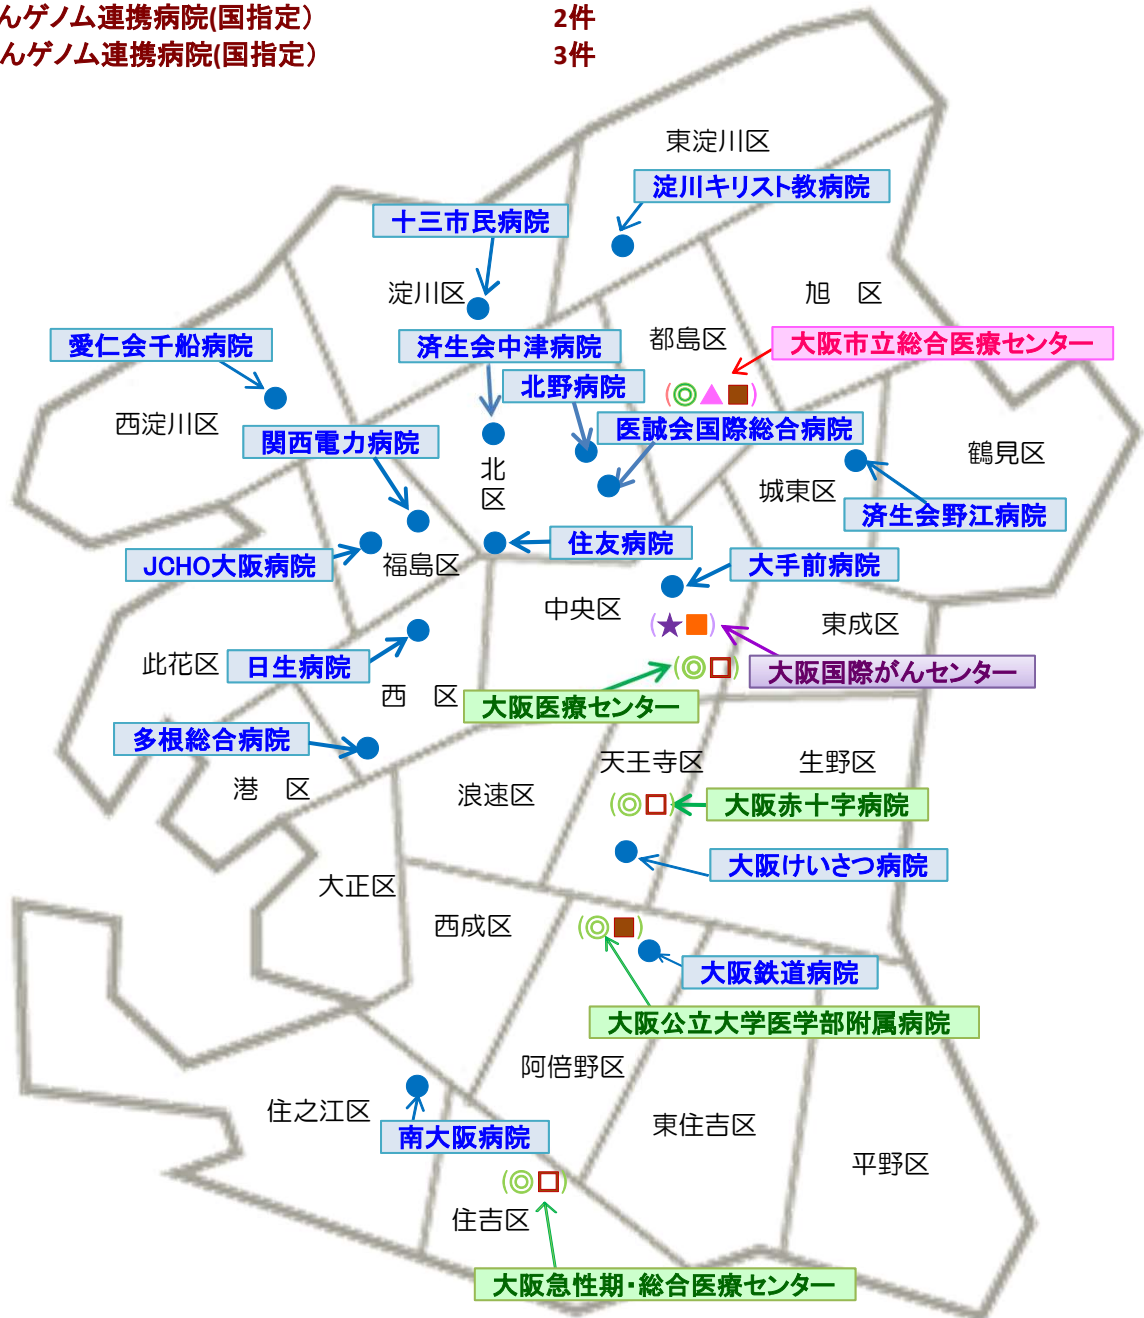 んゲノム連携病院(国指定） 2件
んゲノム連携病院(国指定） 3件
東淀川区
淀川キリスト教病院
十三市民病院
淀川区
旭　区
愛仁会千船病院
済生会中津病院
都島区
大阪市立総合医療センター
北野病院
西淀川区
関西電力病院
医誠会国際総合病院
鶴見区
北区
城東区
済生会野江病院
JCHO大阪病院
福島区
住友病院
大手前病院
中央区
東成区
此花区
日生病院
大阪国際がんセンター
西　区
大阪医療センター
多根総合病院
港　区
浪速区
天王寺区
生野区
大阪赤十字病院
大阪けいさつ病院
大正区
西成区
大阪鉄道病院
大阪公立大学医学部附属病院
阿倍野区
住之江区
南大阪病院
東住吉区
平野区
住吉区
大阪急性期・総合医療センター